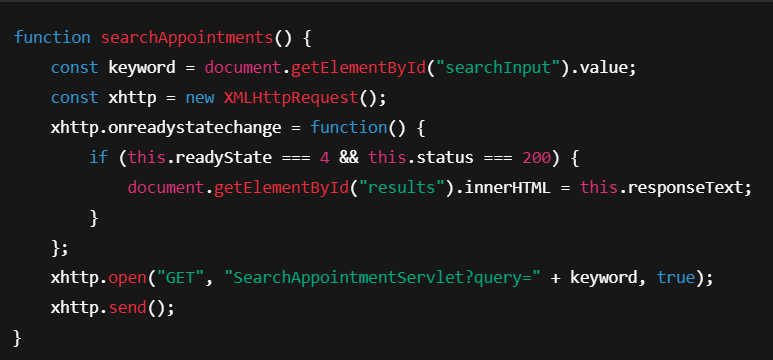 function searchAppointments() {
    const keyword = document.getElementById("searchInput").value;
    const xhttp = new XMLHttpRequest();
    xhttp.onreadystatechange = function() {
        if (this.readyState === 4 && this.status === 200) {
            document.getElementById("results").innerHTML = this.responseText;
        }
    };
    xhttp.open("GET", "SearchAppointmentServlet?query=" + keyword, true);
    xhttp.send();
}